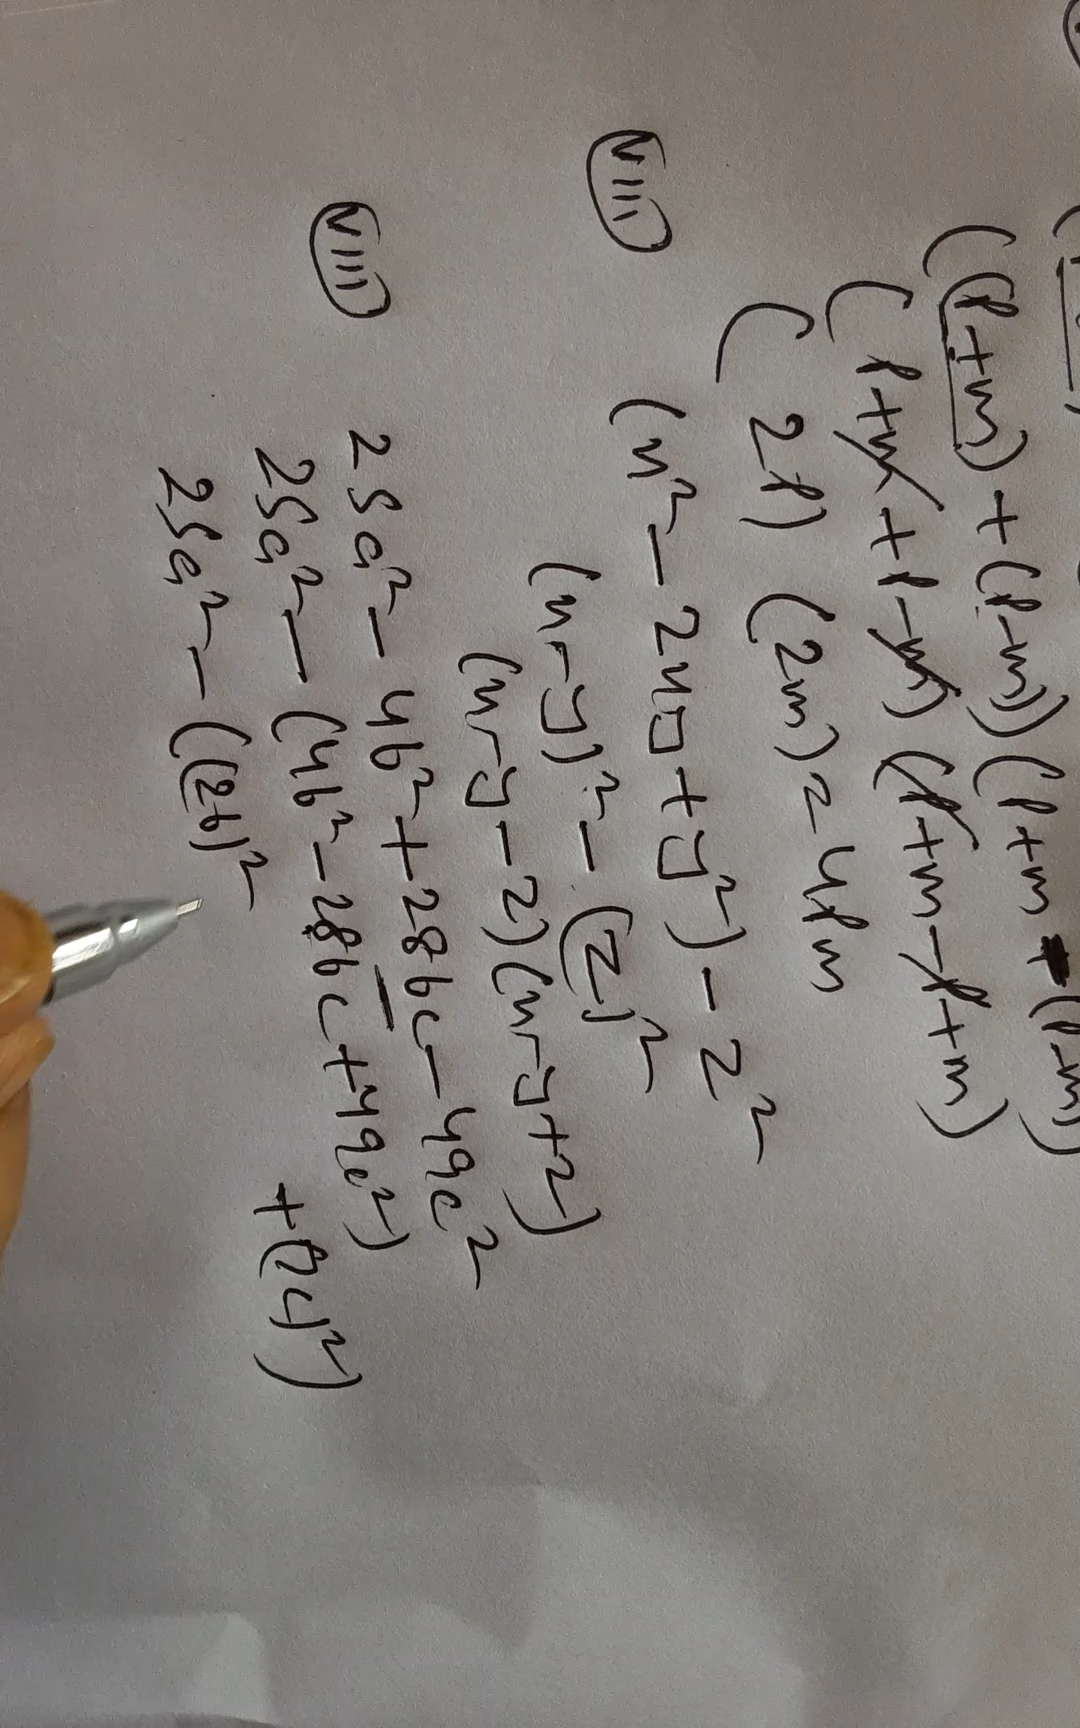 ((l+m) + (l-m)) (l+m - (l-m))
(l+m + l-m) (l+m-l+m)
( 2l) (2m) = 4lm
(viii) (x² - 2xy + y²) - z²
(x-y)² - (z)²
(x-y-z) (x-y+z)
(viii) 25a² - 4b² + 28bc - 49c²
25a² - (4b² - 28bc + 49c²)
25a² - ((2b)² + (7c)²)